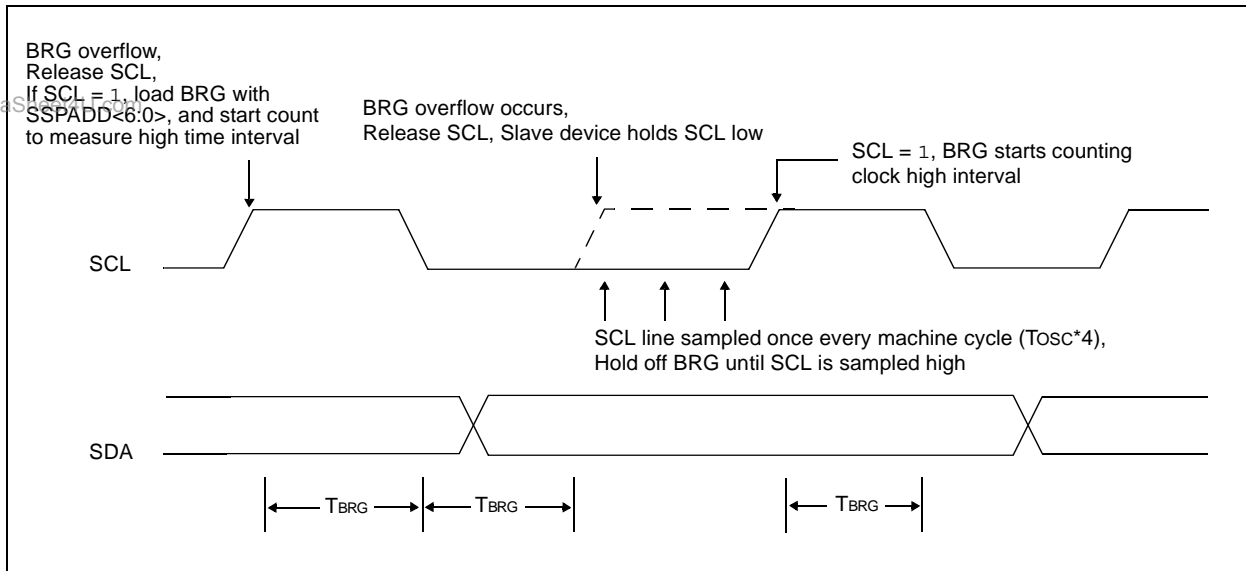 BRG overflow,
Release SCL,
If SCL = 1, load BRG with
SSPADD<6:0>, and start count
to measure high time interval
BRG overflow occurs,
Release SCL, Slave device holds SCL low
SCL = 1, BRG starts counting
clock high interval
SCL
SCL line sampled once every machine cycle (TOSC*4),
Hold off BRG until SCL is sampled high
SDA
TBRG
TBRG
TBRG